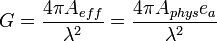 G = \frac{4\pi A_{eff}}{\lambda^2} = \frac{4\pi A_{phys} e_a}{\lambda^2}